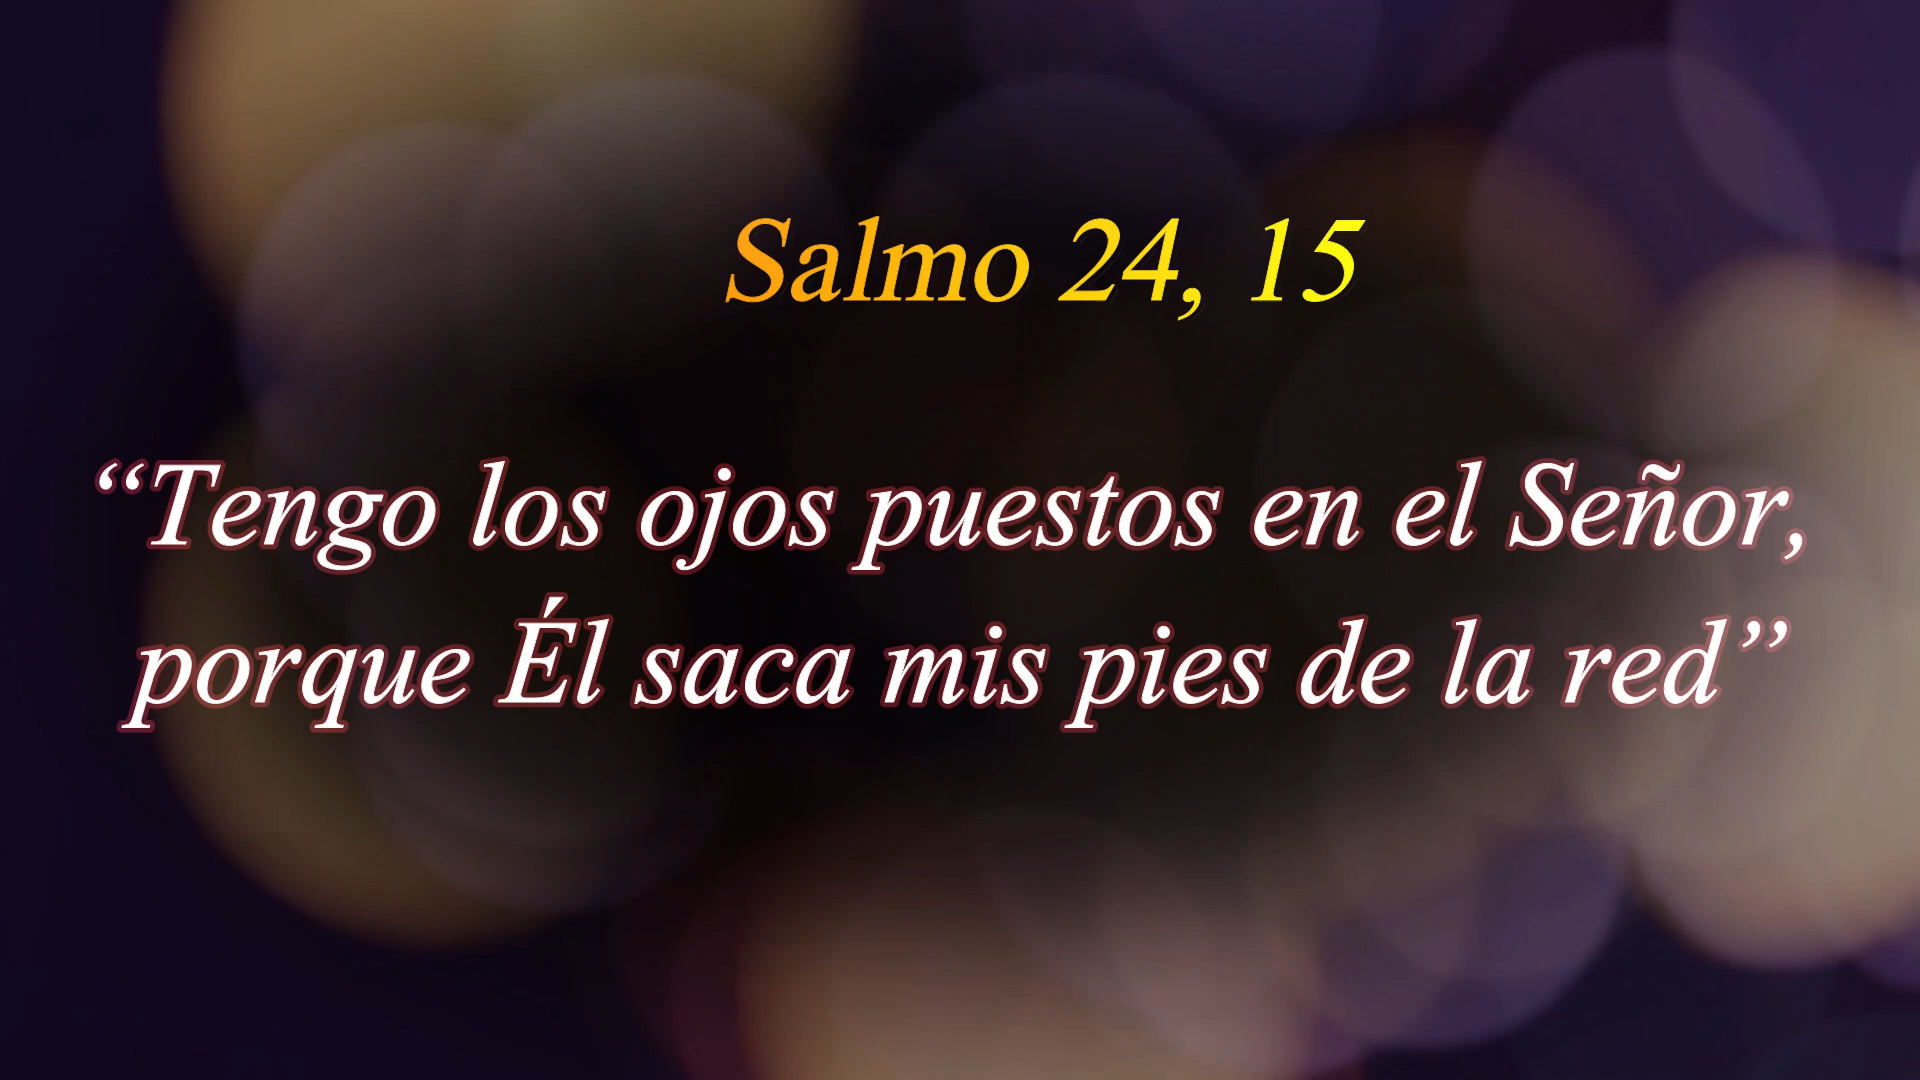 Salmo 24, 15
“Tengo los ojos puestos en el Señor,
porque Él saca mis pies de la red”